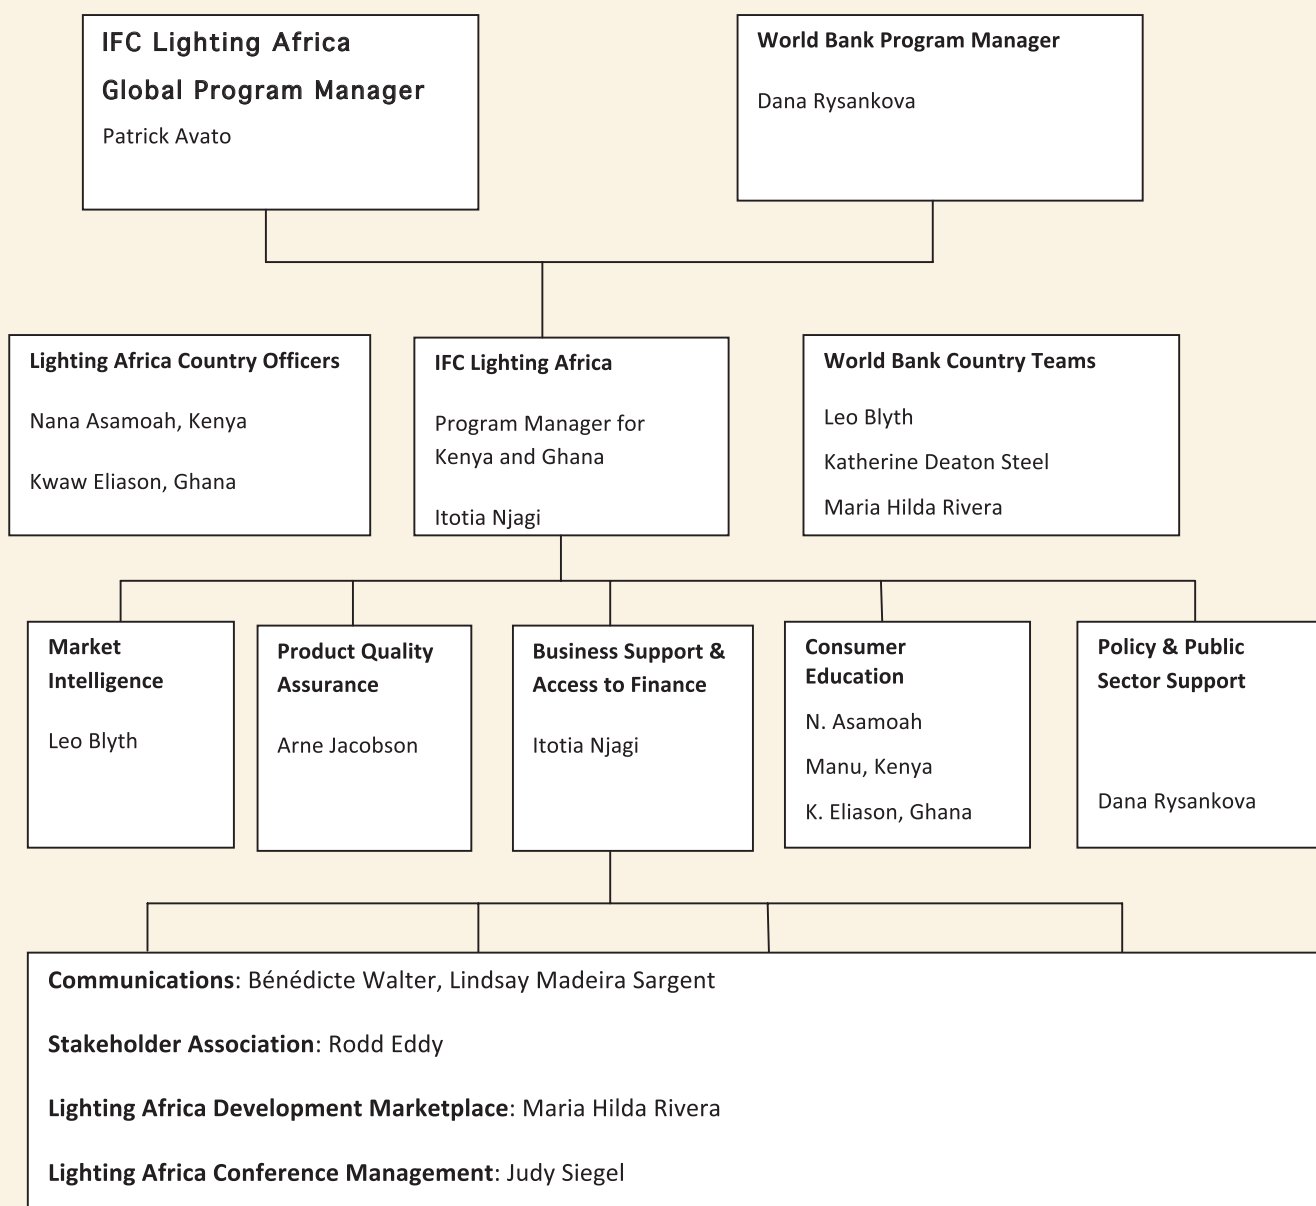 IFC Lighting Africa
Global Program Manager
Patrick Avato
World Bank Program Manager
Dana Rysankova
Lighting Africa Country Officers
Nana Asamoah, Kenya
Kwaw Eliason, Ghana
IFC Lighting Africa
Program Manager for
Kenya and Ghana
Itotia Njagi
World Bank Country Teams
Leo Blyth
Katherine Deaton Steel
Maria Hilda Rivera
Market
Intelligence
Leo Blyth
Product Quality
Assurance
Arne Jacobson
Business Support &
Access to Finance
Itotia Njagi
Consumer
Education
N. Asamoah
Manu, Kenya
K. Eliason, Ghana
Policy & Public
Sector Support
Dana Rysankova
Communications: Bénédicte Walter, Lindsay Madeira Sargent
Stakeholder Association: Rodd Eddy
Lighting Africa Development Marketplace: Maria Hilda Rivera
Lighting Africa Conference Management: Judy Siegel